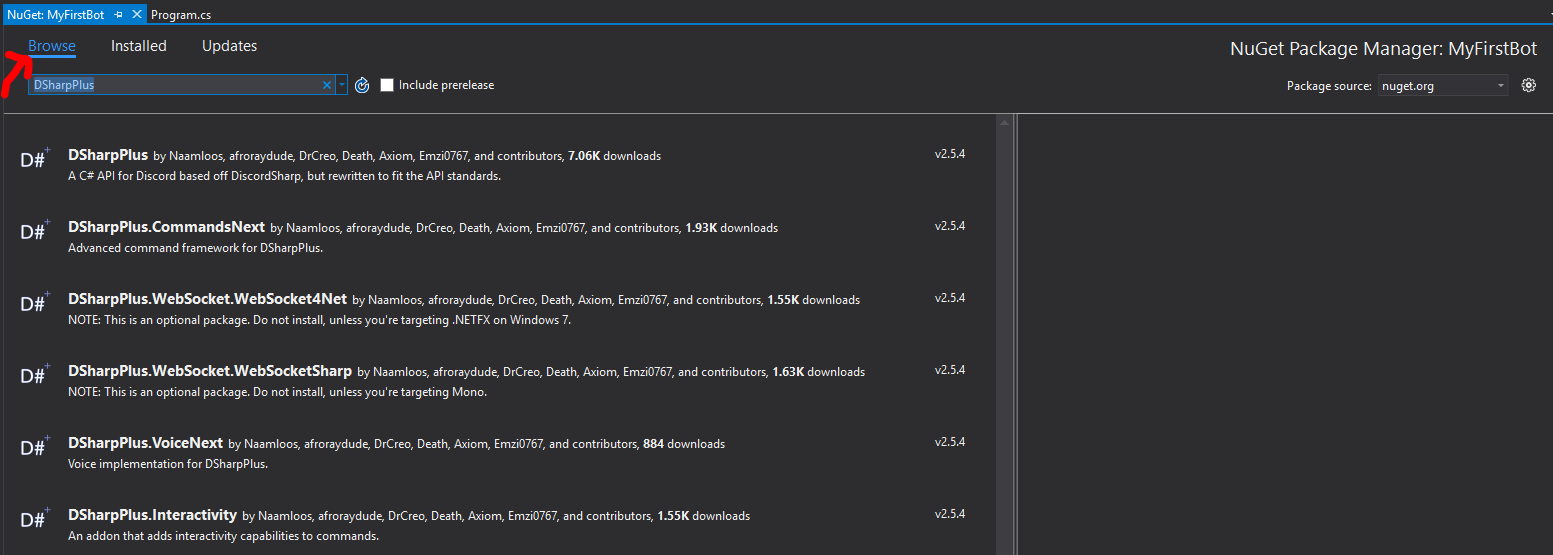 NuGet: MyFirstBot Program.cs
Browse Installed Updates NuGet Package Manager: MyFirstBot
DSharpPlus Include prerelease Package source: nuget.org
D#+ DSharpPlus by Naamloos, afroraydude, DrCreo, Death, Axiom, Emzi0767, and contributors, 7.06K downloads v2.5.4
A C# API for Discord based off DiscordSharp, but rewritten to fit the API standards.
D#+ DSharpPlus.CommandsNext by Naamloos, afroraydude, DrCreo, Death, Axiom, Emzi0767, and contributors, 1.93K downloads v2.5.4
Advanced command framework for DSharpPlus.
D#+ DSharpPlus.WebSocket.WebSocket4Net by Naamloos, afroraydude, DrCreo, Death, Axiom, Emzi0767, and contributors, 1.55K downloads v2.5.4
NOTE: This is an optional package. Do not install, unless you're targeting .NETFX on Windows 7.
D#+ DSharpPlus.WebSocket.WebSocketSharp by Naamloos, afroraydude, DrCreo, Death, Axiom, Emzi0767, and contributors, 1.63K downloads v2.5.4
NOTE: This is an optional package. Do not install, unless you're targeting Mono.
D#+ DSharpPlus.VoiceNext by Naamloos, afroraydude, DrCreo, Death, Axiom, Emzi0767, and contributors, 884 downloads v2.5.4
Voice implementation for DSharpPlus.
D#+ DSharpPlus.Interactivity by Naamloos, afroraydude, DrCreo, Death, Axiom, Emzi0767, and contributors, 1.55K downloads v2.5.4
An addon that adds interactivity capabilities to commands.